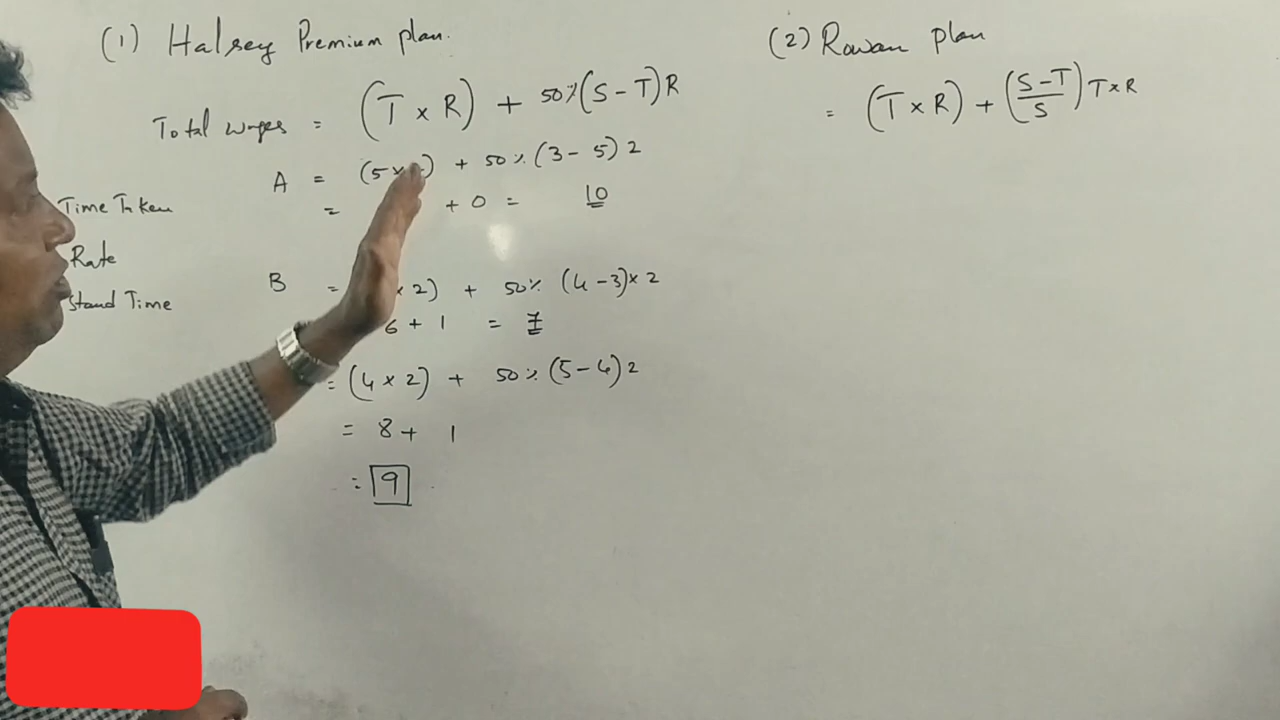 (1) Halsey Premium plan.
Total wages = (T × R) + 50%(S - T)R
A = (5 × ) + 50% (3 - 5) 2
= + 0 = 10
Time Taken
Rate
Stand Time
B = × 2) + 50% (4 - 3) × 2
6 + 1 = 7
= (4 × 2) + 50% (5 - 4) 2
= 8 + 1
= 9
(2) Rowan plan
= (T × R) + (S - T / S) T × R